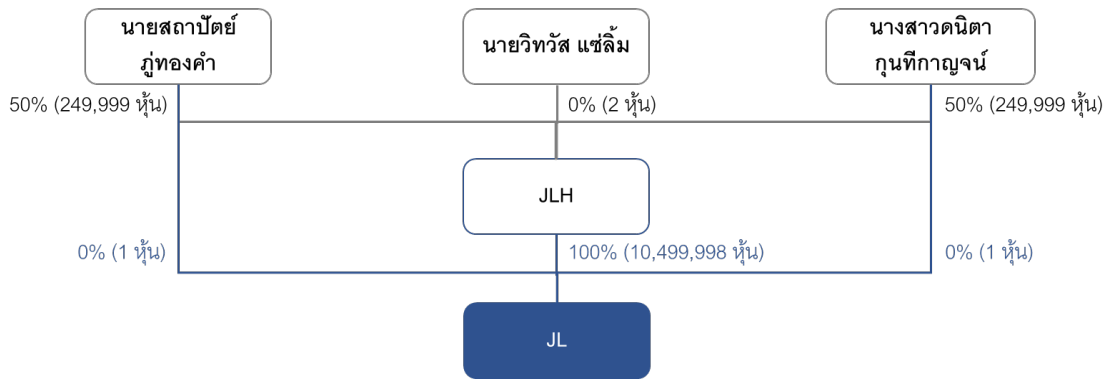 นายสถาปัตย์
ภู่ทองคำ
นายวิทวัส แซ่ลิ้ม
นางสาวดนิตา
กุนทีกาญจน์
50% (249,999 หุ้น)
0% (2 หุ้น)
50% (249,999 หุ้น)
JLH
0% (1 หุ้น)
100% (10,499,998 หุ้น)
0% (1 หุ้น)
JL